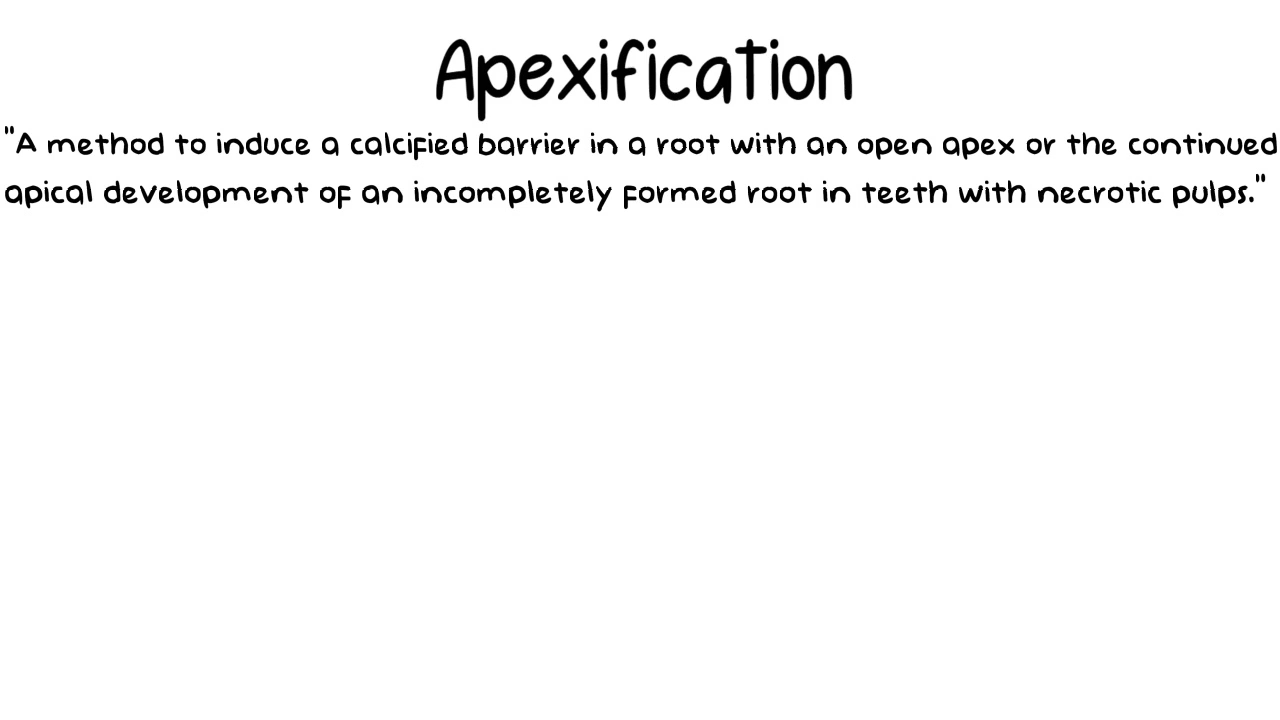 Apexification
"A method to induce a calcified barrier in a root with an open apex or the continued
apical development of an incompletely formed root in teeth with necrotic pulps."